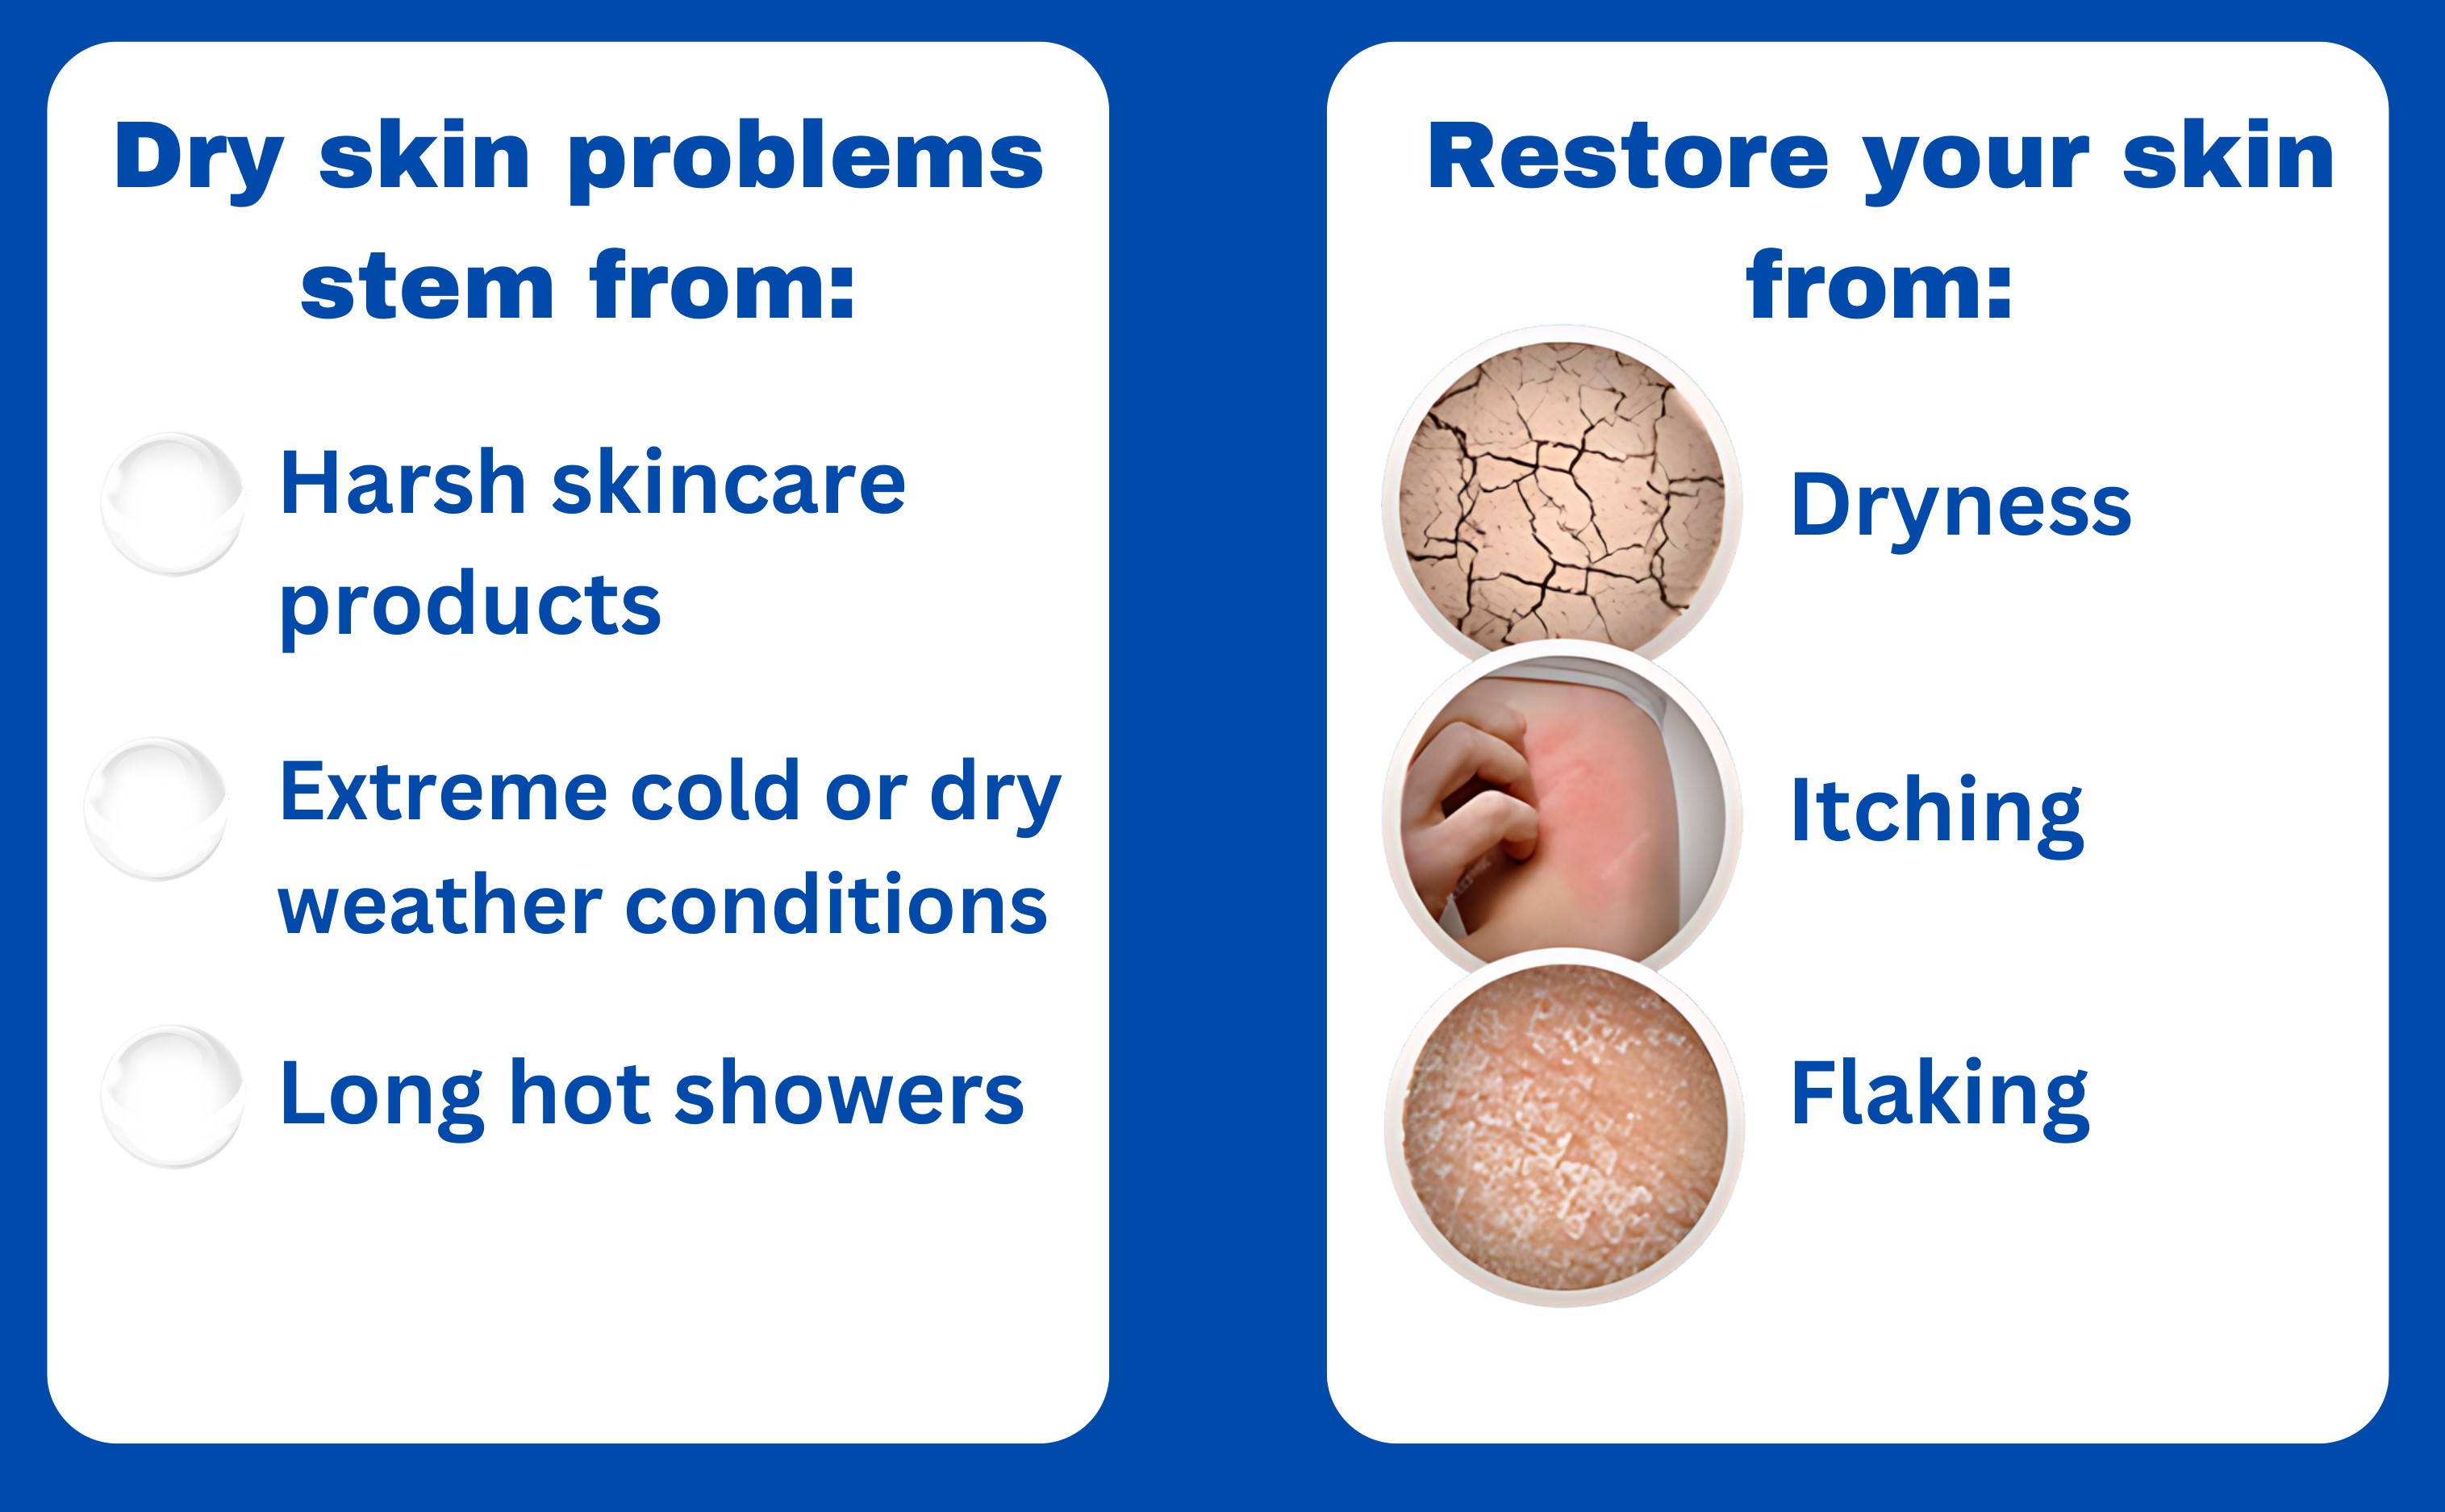 Dry skin problems
stem from:
Harsh skincare
products
Extreme cold or dry
weather conditions
Long hot showers
Restore your skin
from:
Dryness
Itching
Flaking